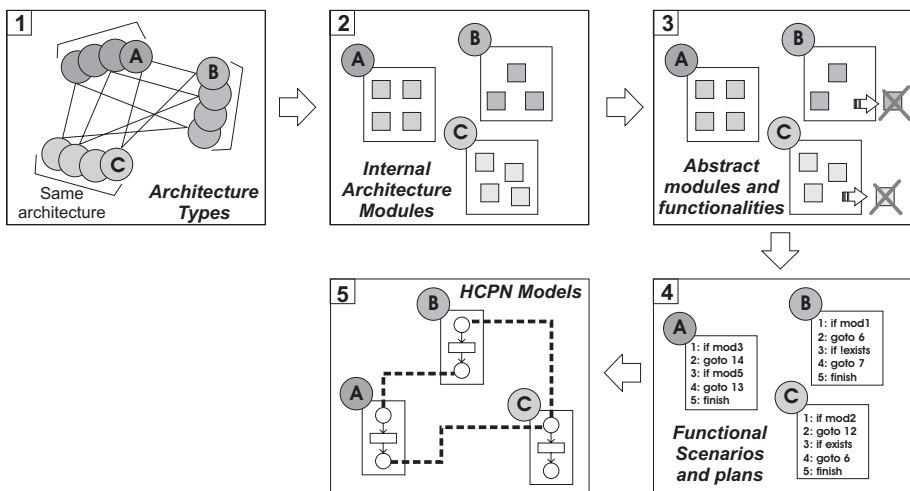 1
A
B
C
Same
architecture
Architecture
Types
2
A
B
C
Internal
Architecture
Modules
3
A
B
C
Abstract
modules and
functionalities
4
A
1: if mod3
2: goto 14
3: if mod5
4: goto 13
5: finish
B
1: if mod1
2: goto 6
3: if !exists
4: goto 7
5: finish
C
1: if mod2
2: goto 12
3: if exists
4: goto 6
5: finish
Functional
Scenarios
and plans
5
HCPN Models
B
A
C